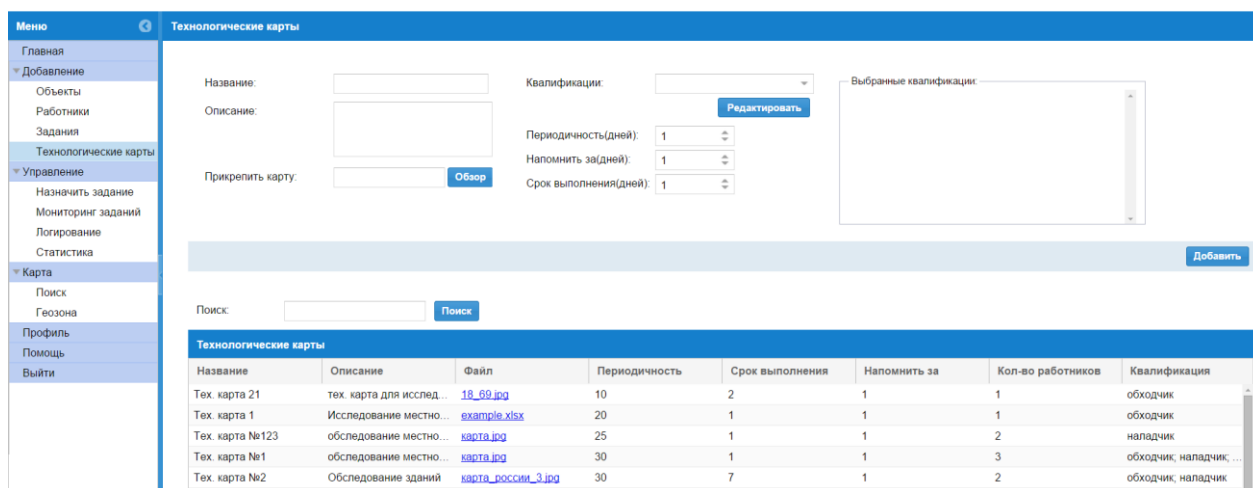 Меню
Главная
Добавление
Объекты
Работники
Задания
Технологические карты
Управление
Назначить задание
Мониторинг заданий
Логирование
Статистика
Карта
Поиск
Геозона
Профиль
Помощь
Выйти
Технологические карты
Название:
Описание:
Прикрепить карту: Обзор
Квалификации:
Редактировать
Периодичность(дней): 1
Напомнить за(дней): 1
Срок выполнения(дней): 1
Выбранные квалификации:
Добавить
Поиск: Поиск
Технологические карты
Название Описание Файл Периодичность Срок выполнения Напомнить за Кол-во работников Квалификация
Тех. карта 21 тех. карта для исслед... 18_69.jpg 10 2 1 1 обходчик
Тех. карта 1 Исследование местно... example.xlsx 20 1 1 1 обходчик
Тех. карта №123 обследование местно... карта.jpg 25 1 1 2 наладчик
Тех. карта №1 обследование местно... карта.jpg 30 1 1 3 обходчик; наладчик; ...
Тех. карта №2 Обследование зданий карта_россии_3.jpg 30 7 1 2 обходчик; наладчик